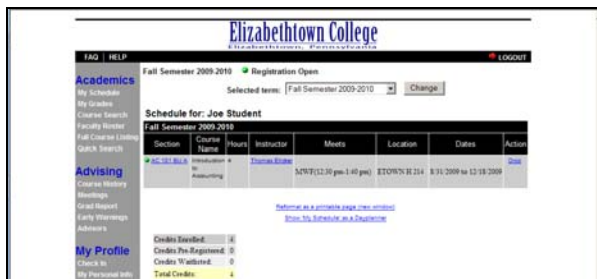 Elizabethtown College
Elizabethtown, Pennsylvania
FAQ | HELP
LOGOUT
Academics
My Schedule
My Grades
Course Search
Faculty Roster
Full Course Listing
Quick Search
Advising
Course History
Meetings
Grad Report
Early Warnings
Advisors
My Profile
Check In
My Personal Info
Fall Semester 2009-2010 Registration Open
Selected term: Fall Semester 2009-2010 Change
Schedule for: Joe Student
Fall Semester 2009-2010
Section Course Name Hours Instructor Meets Location Dates Action
AC 101 BU A Introduction to Accounting 4 MWF(12:30 pm-1:40 pm) ETOWN H 214 8/31/2009 to 12/18/2009 Drop
Reformat as a printable page (new window)
Show 'My Schedule' as a Dayplanner
Credits Enrolled: 4
Credits Pre-Registered: 0
Credits Waitlisted: 0
Total Credits: 4